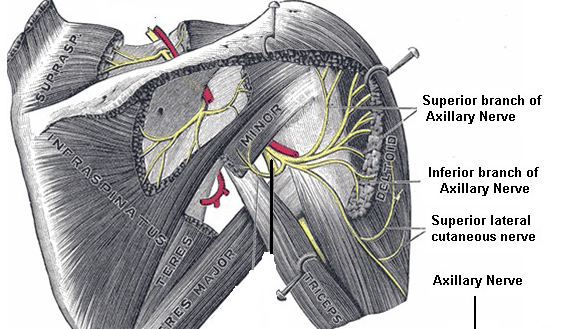 SUPRASP.
INFRASPINATUS
MINOR
TERES
TERES MAJOR
TRICEPS
DELTOID
Superior branch of
Axillary Nerve
Inferior branch of
Axillary Nerve
Superior lateral
cutaneous nerve
Axillary Nerve